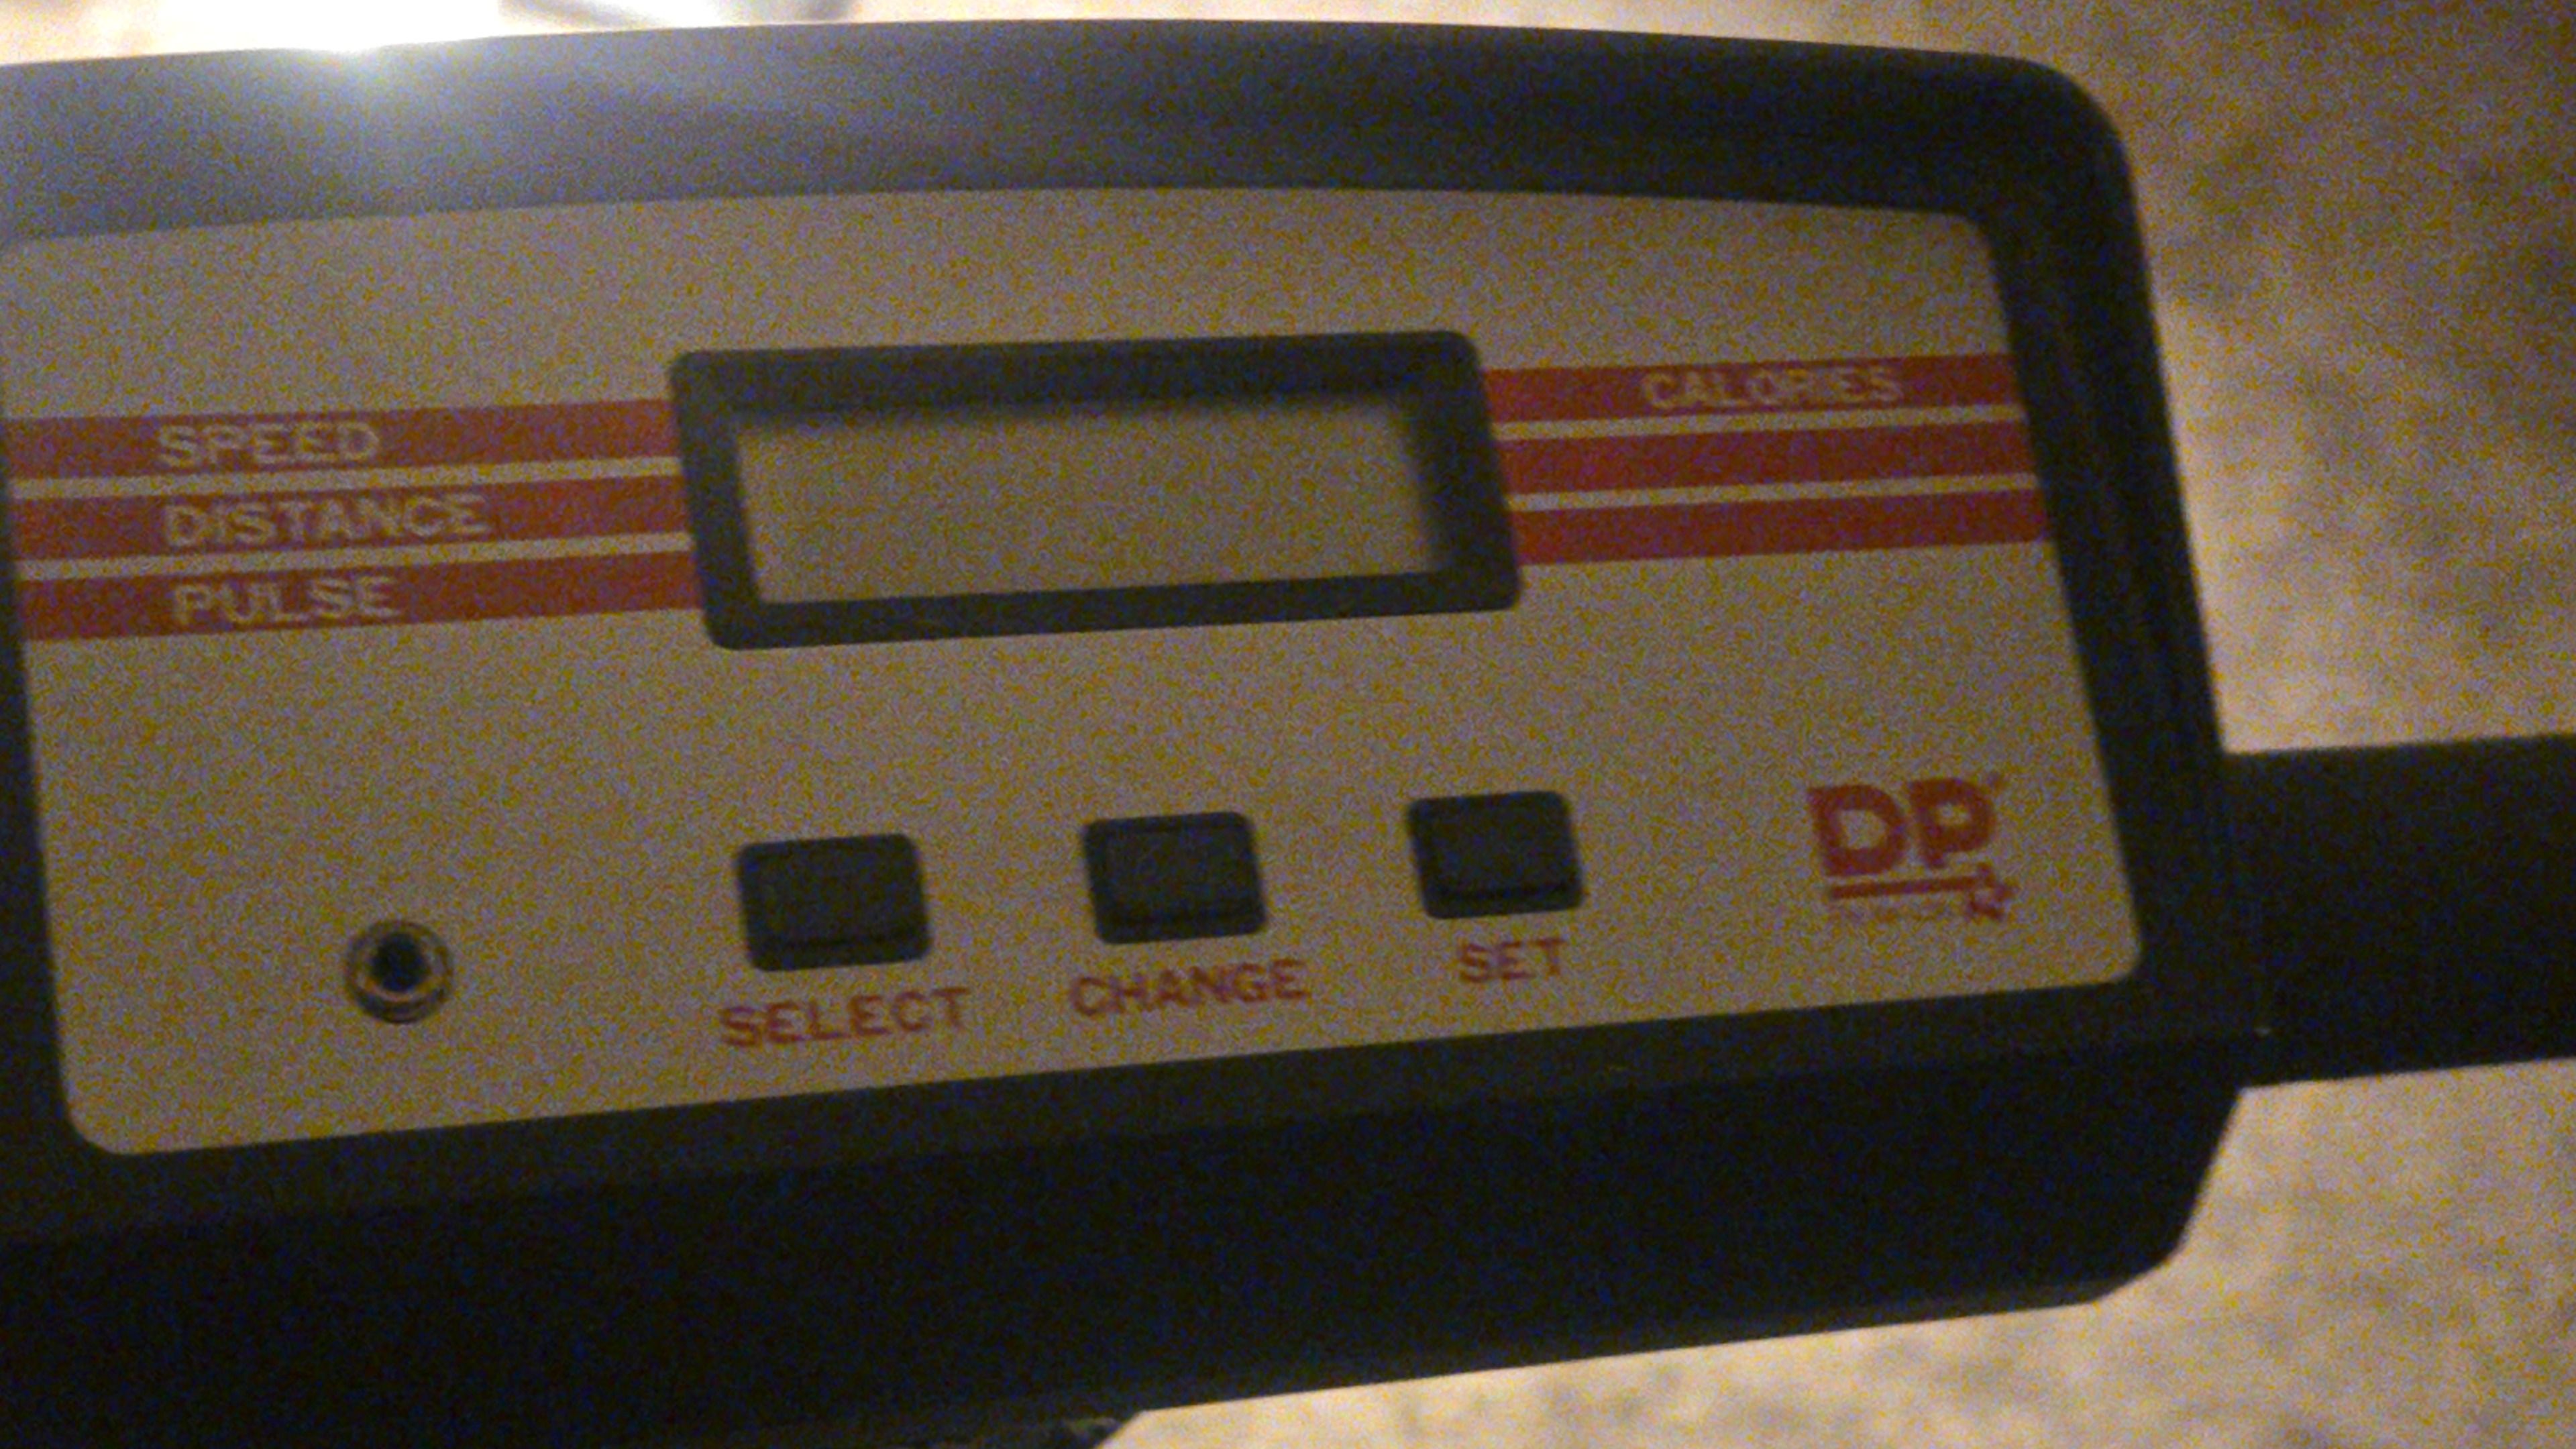 CALORIES
SPEED
DISTANCE
PULSE
SELECT
CHANGE
SET
DP